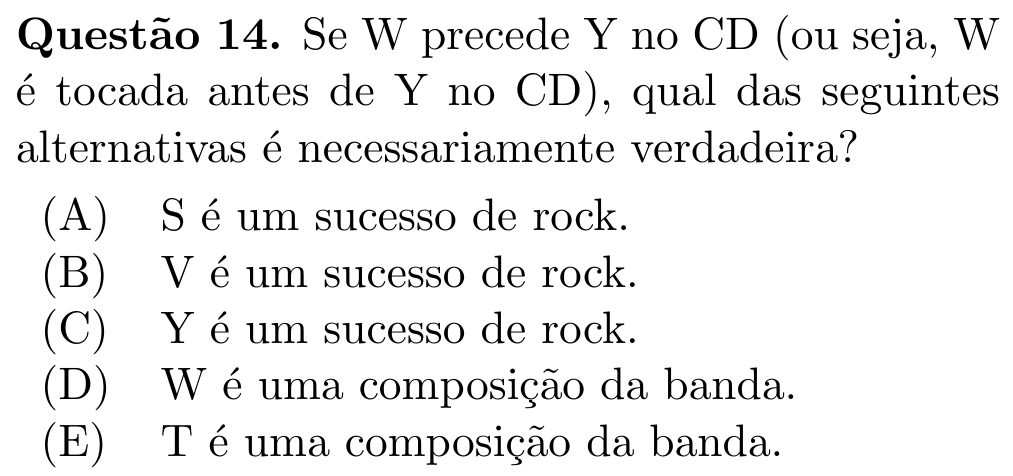 Questão 14. Se W precede Y no CD (ou seja, W
é tocada antes de Y no CD), qual das seguintes
alternativas é necessariamente verdadeira?
(A) S é um sucesso de rock.
(B) V é um sucesso de rock.
(C) Y é um sucesso de rock.
(D) W é uma composição da banda.
(E) T é uma composição da banda.